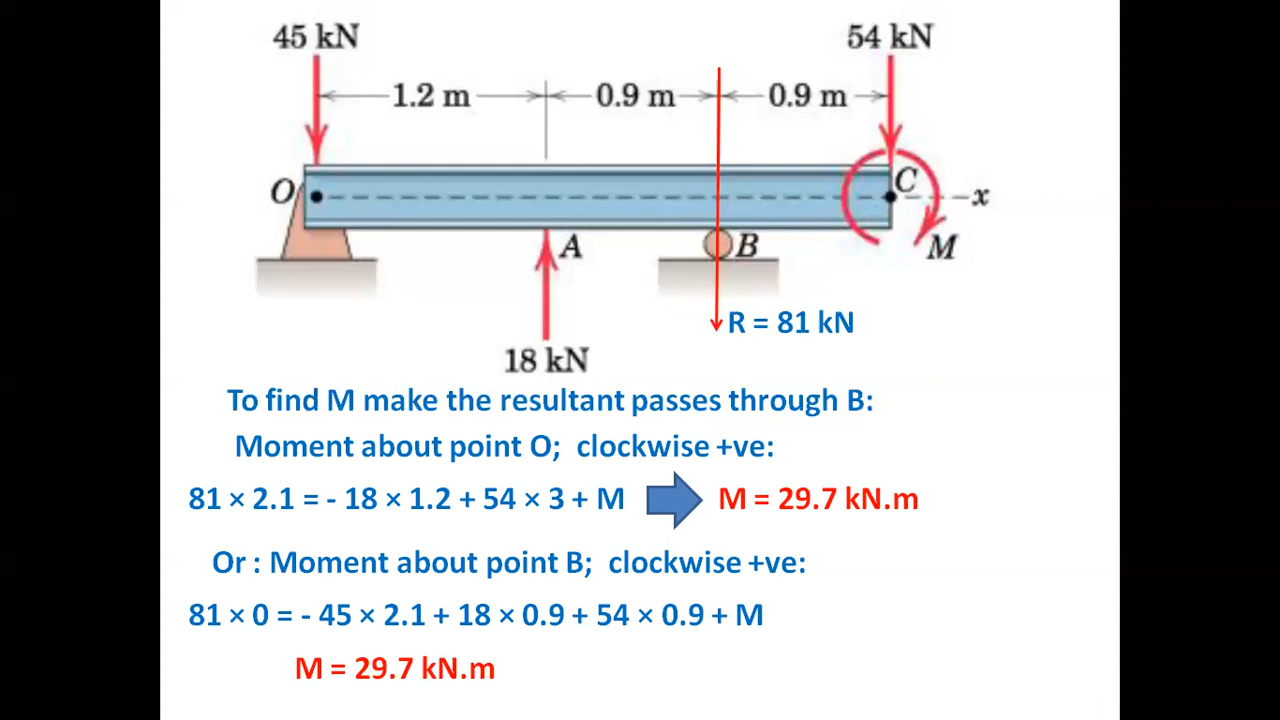 45 kN 54 kN
1.2 m 0.9 m 0.9 m
O C x
A B M
R = 81 kN
18 kN
To find M make the resultant passes through B:
Moment about point O; clockwise +ve:
81 × 2.1 = - 18 × 1.2 + 54 × 3 + M M = 29.7 kN.m
Or : Moment about point B; clockwise +ve:
81 × 0 = - 45 × 2.1 + 18 × 0.9 + 54 × 0.9 + M
M = 29.7 kN.m